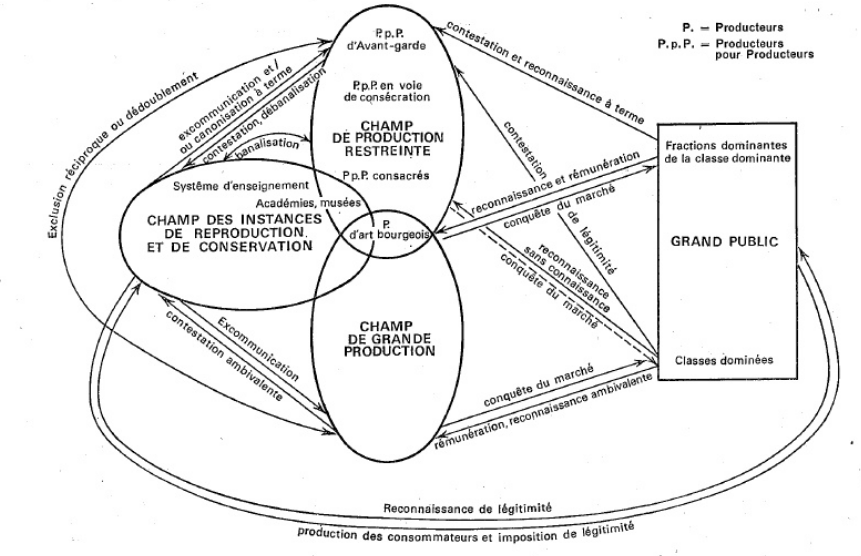 P. = Producteurs
P.p.P. = Producteurs
pour Producteurs
P.p.P.
d'Avant-garde
P.p.P. en voie
de consécration
CHAMP
DE PRODUCTION
RESTREINTE
P.p.P. consacrés
P.
d'art bourgeois
Système d'enseignement
Académies, musées
CHAMP DES INSTANCES
DE REPRODUCTION
ET DE CONSERVATION
CHAMP
DE GRANDE
PRODUCTION
Fractions dominantes
de la classe dominante
GRAND PUBLIC
Classes dominées
Exclusion réciproque ou dédoublement
excommunication et/
ou canonisation à terme
contestation, débanalisation
banalisation
contestation et reconnaissance à terme
contestation de légitimité
reconnaissance et rémunération
conquête du marché
reconnaissance
sans connaissance
conquête du marché
Excommunication
contestation ambivalente
conquête du marché
rémunération, reconnaissance ambivalente
Reconnaissance de légitimité
production des consommateurs et imposition de légitimité